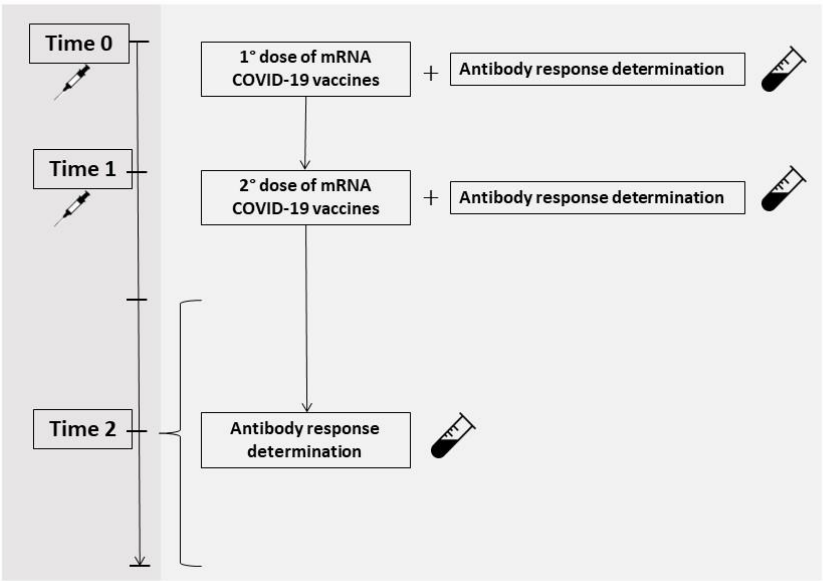 Time 0
1° dose of mRNA
COVID-19 vaccines
+
Antibody response determination
Time 1
2° dose of mRNA
COVID-19 vaccines
+
Antibody response determination
Time 2
Antibody response
determination